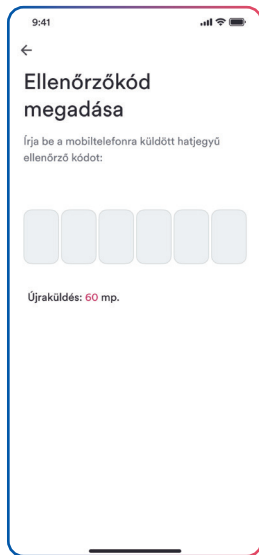 9:41
Ellenőrzőkód
megadása
Írja be a mobiltelefonra küldött hatjegyű
ellenőrző kódot:
Újraküldés: 60 mp.